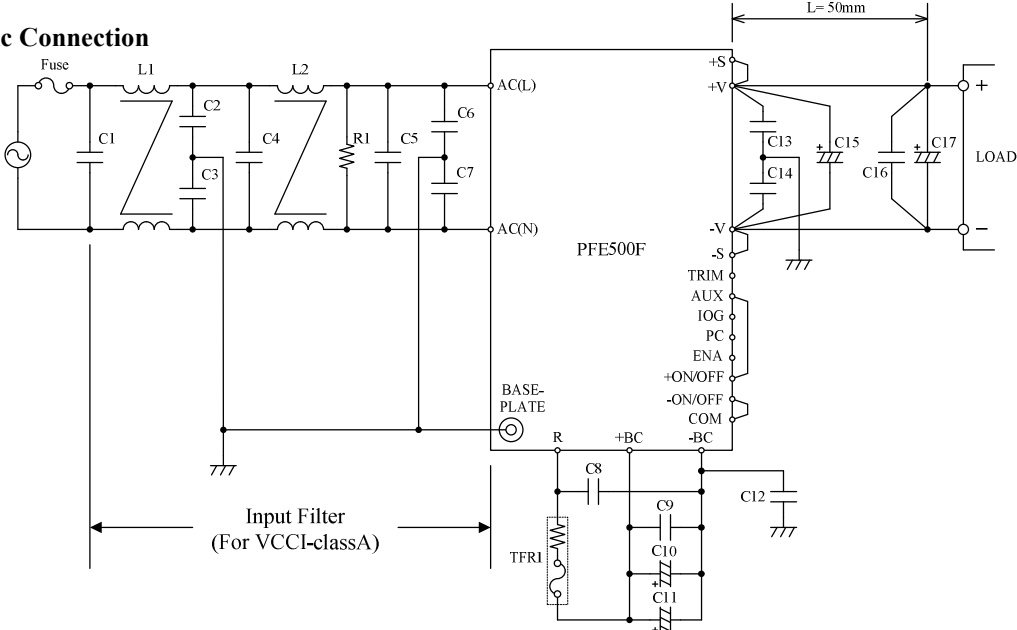 L= 50mm
c Connection
Fuse
L1
L2
C1
C2
C3
C4
R1
C5
C6
C7
AC(L)
AC(N)
PFE500F
BASE-
PLATE
+S
+V
-V
-S
TRIM
AUX
IOG
PC
ENA
+ON/OFF
-ON/OFF
COM
R
+BC
-BC
C13
C14
C15
C16
C17
+
−
LOAD
C8
C9
C10
C11
C12
TFR1
Input Filter
(For VCCI-classA)